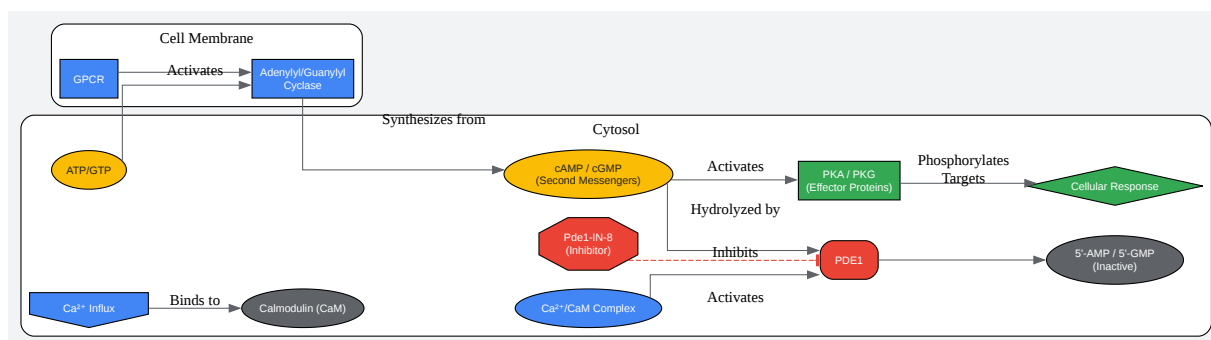 Cell Membrane
GPCR
Activates
Adenylyl/Guanylyl
Cyclase
Synthesizes from
Cytosol
ATP/GTP
cAMP / cGMP
(Second Messengers)
Activates
PKA / PKG
(Effector Proteins)
Phosphorylates
Targets
Cellular Response
Hydrolyzed by
Pde1-IN-8
(Inhibitor)
Inhibits
PDE1
5'-AMP / 5'-GMP
(Inactive)
Ca²⁺ Influx
Binds to
Calmodulin (CaM)
Ca²⁺/CaM Complex
Activates